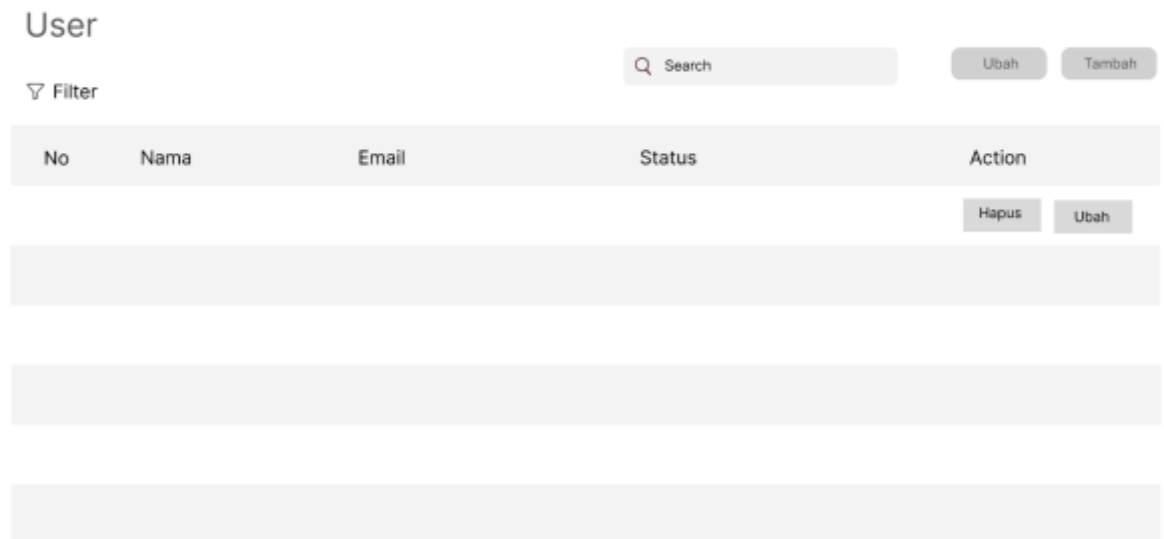 User
Search
Ubah Tambah
Filter
No Nama Email Status Action
Hapus Ubah